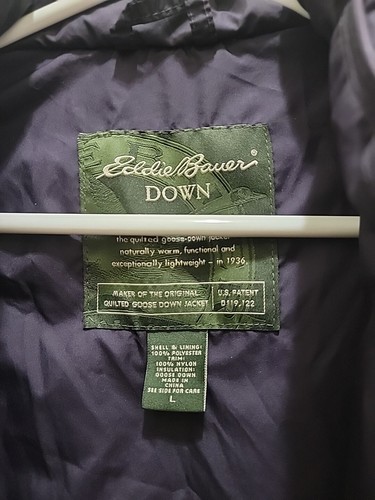 Eddie Bauer®
DOWN
the quilted goose-down jacket
naturally warm, functional and
exceptionally lightweight – in 1936.
MAKER OF THE ORIGINAL
QUILTED GOOSE DOWN JACKET
U.S. PATENT
D119,122
SHELL & LINING:
100% POLYESTER
TRIM:
100% NYLON
INSULATION:
GOOSE DOWN
MADE IN
CHINA
SEE SIDE FOR CARE
L